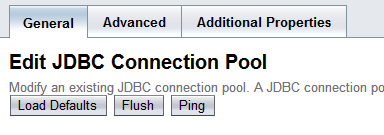 General Advanced Additional Properties
Edit JDBC Connection Pool
Modify an existing JDBC connection pool. A JDBC connection po
Load Defaults Flush Ping